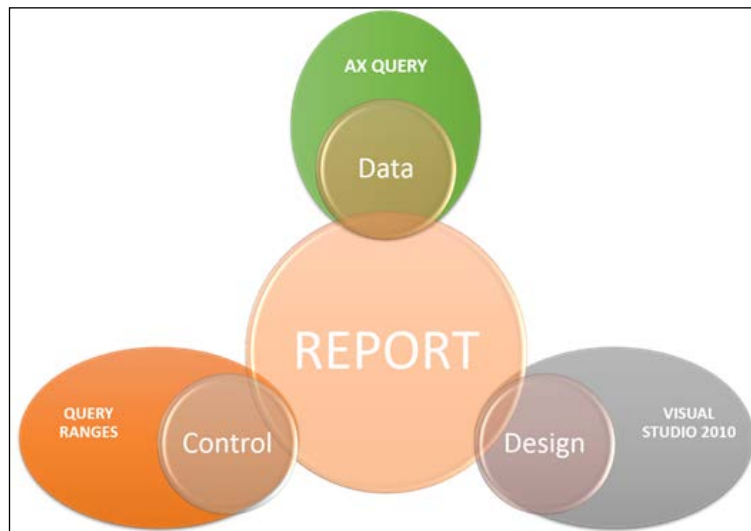 AX QUERY
Data
REPORT
QUERY
RANGES
Control
Design
VISUAL
STUDIO 2010